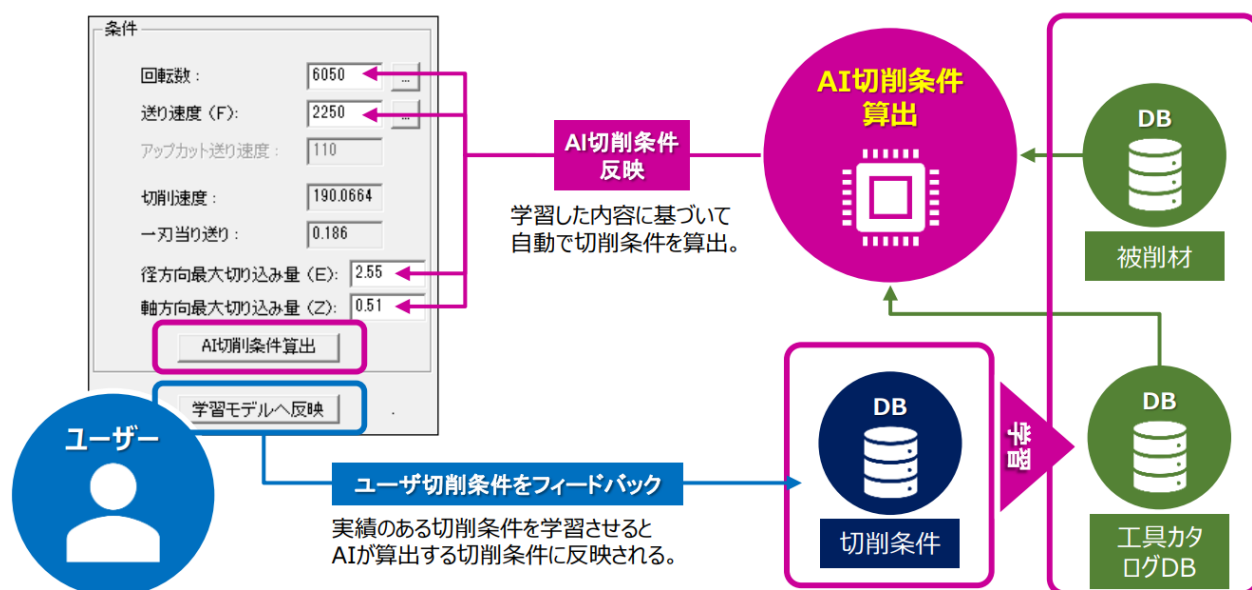 条件
回転数：
6050
...
送り速度（F）：
2250
...
アップカット送り速度：
110
切削速度：
190.0664
一刃当り送り：
0.186
径方向最大切り込み量（E）：
2.55
軸方向最大切り込み量（Z）：
0.51
AI切削条件算出
学習モデルへ反映
.
ユーザー
AI切削条件
反映
学習した内容に基づいて
自動で切削条件を算出。
AI切削条件
算出
DB
被削材
ユーザ切削条件をフィードバック
実績のある切削条件を学習させると
AIが算出する切削条件に反映される。
DB
切削条件
学習
DB
工具カタ
ログDB